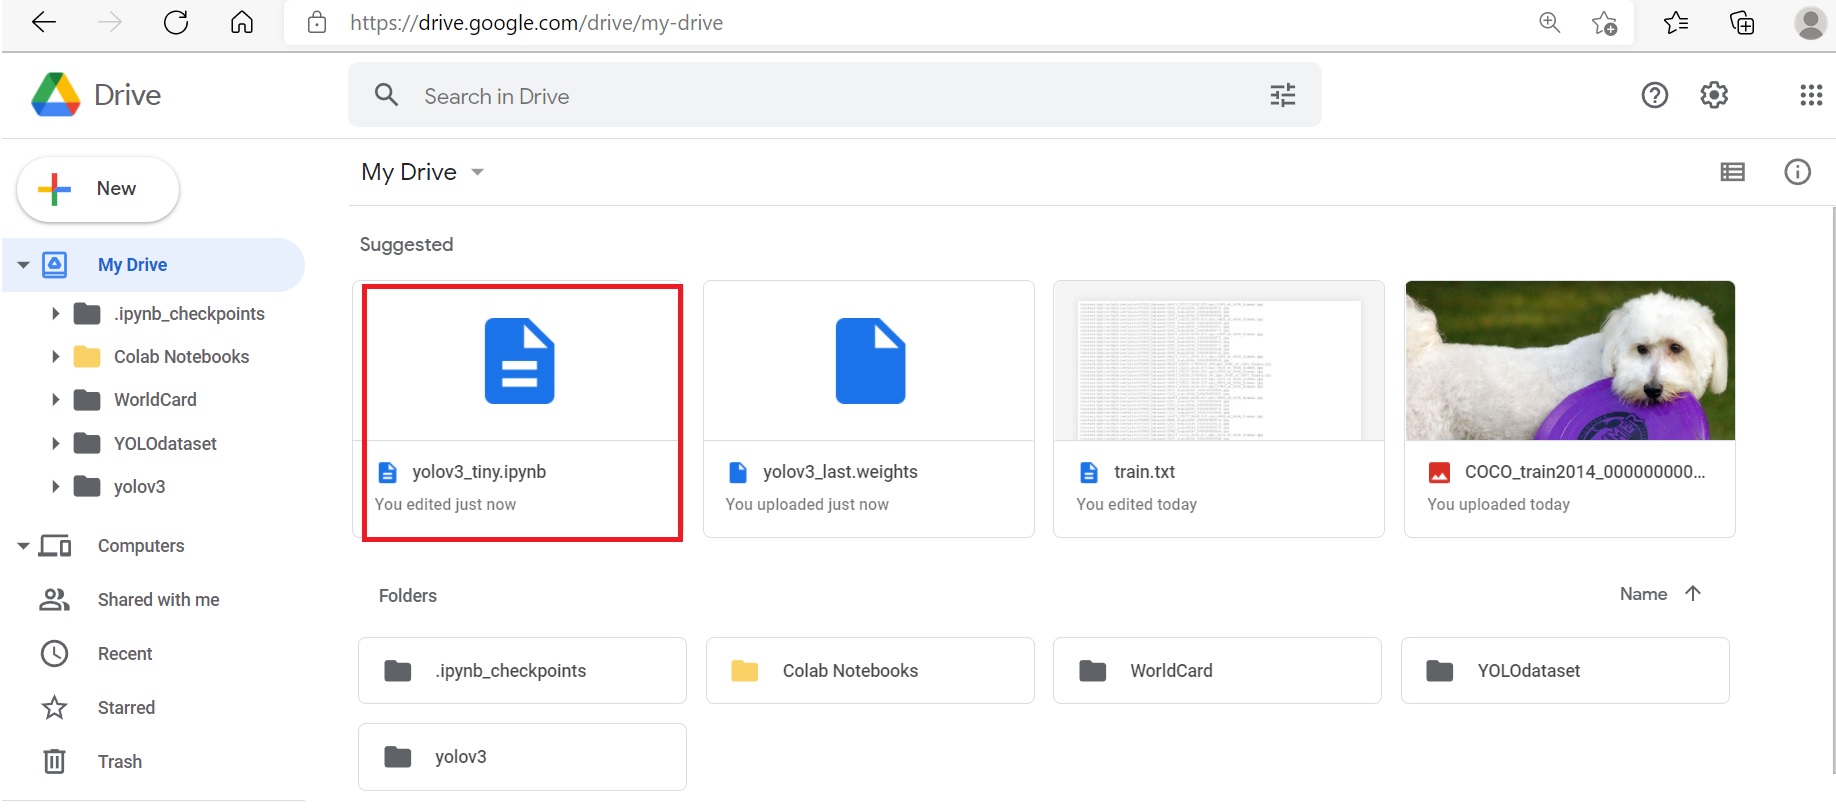 https://drive.google.com/drive/my-drive
Drive
Search in Drive
New
My Drive
.ipynb_checkpoints
Colab Notebooks
WorldCard
YOLOdataset
yolov3
Computers
Shared with me
Recent
Starred
Trash
My Drive
Suggested
yolov3_tiny.ipynb
You edited just now
yolov3_last.weights
You uploaded just now
train.txt
You edited today
COCO_train2014_000000000...
You uploaded today
Folders
Name
.ipynb_checkpoints
Colab Notebooks
WorldCard
YOLOdataset
yolov3